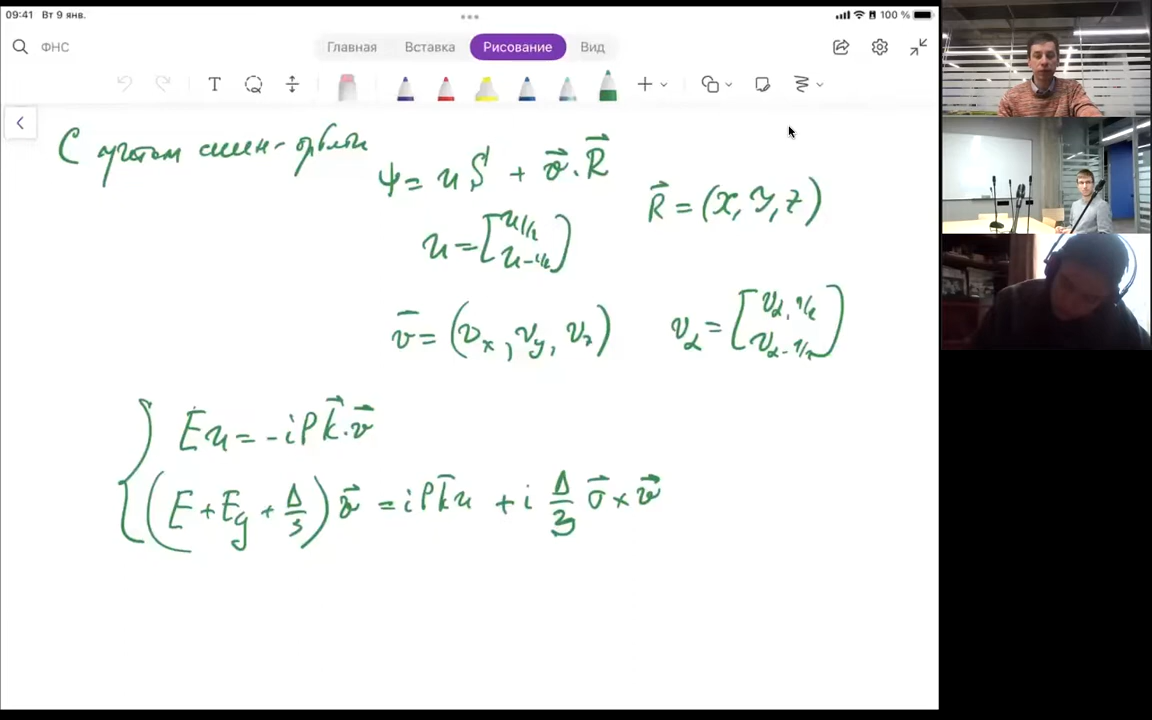 09:41 Вт 9 янв.
100 %
ФНС
Главная Вставка Рисование Вид
С учетом спин-орбиты
ψ = u S + v⃗ · R⃗
R⃗ = (X, Y, Z)
u = [u1/2
u-1/2]
v⃗ = (vx, vy, vz)
vα = [vα, 1/2
vα -1/2]
Eu = -iPk⃗·v⃗
(E + Eg + Δ/3) v⃗ = iPk⃗u + i Δ/3 σ⃗ × v⃗